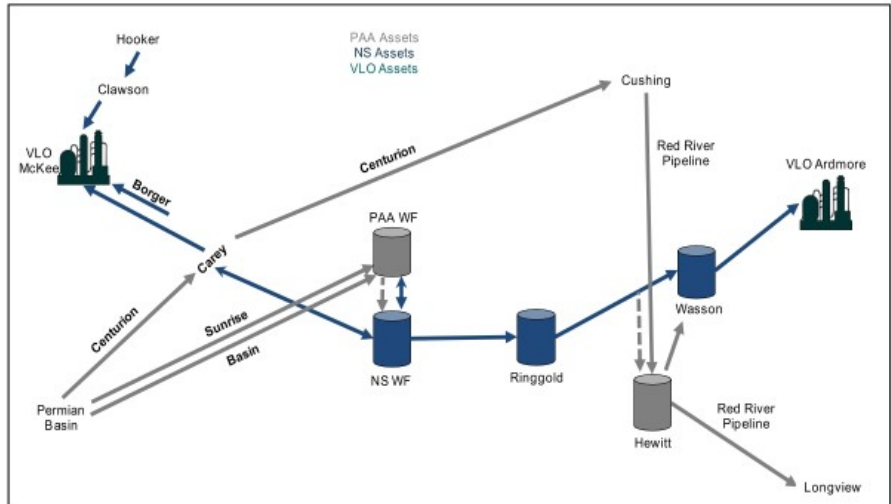 Hooker
PAA Assets
NS Assets
VLO Assets
Clawson
Cushing
VLO
McKee
Centurion
Red River
Pipeline
VLO Ardmore
Borger
PAA WF
Carey
Wasson
Centurion
Sunrise
Basin
NS WF
Ringgold
Permian
Basin
Hewitt
Red River
Pipeline
Longview